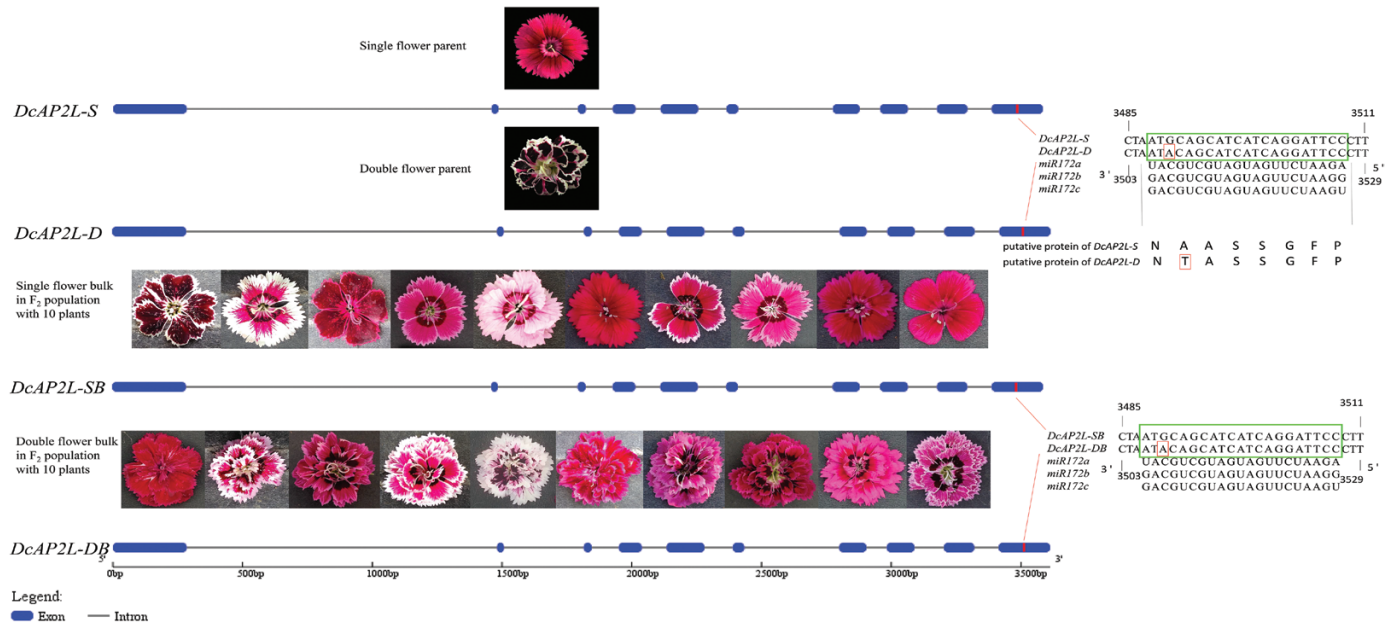 Single flower parent
DcAP2L-S
Double flower parent
DcAP2L-D
3485 3511
DcAP2L-S CTAATGCAGCATCATCAGGATTCCCTT
DcAP2L-D CTAATACAGCATCATCAGGATTCCCTT
miR172a UACGUCGUAGUAGUUCUAAGA
miR172b 3' GACGUCGUAGUAGUUCUAAGG 5'
miR172c GACGUCGUAGUAGUUCUAAGU
3503 3529
putative protein of DcAP2L-S N A A S S G F P
putative protein of DcAP2L-D N T A S S G F P
Single flower bulk
in F2 population
with 10 plants
DcAP2L-SB
Double flower bulk
in F2 population
with 10 plants
3485 3511
DcAP2L-SB CTAATGCAGCATCATCAGGATTCCCTT
DcAP2L-DB CTAATACAGCATCATCAGGATTCCCTT
miR172a UACGUCGUAGUAGUUCUAAGA
miR172b 3' GACGUCGUAGUAGUUCUAAGG 5'
miR172c GACGUCGUAGUAGUUCUAAGU
3503 3529
DcAP2L-DB
5' 3'
0bp 500bp 1000bp 1500bp 2000bp 2500bp 3000bp 3500bp
Legend:
Exon Intron